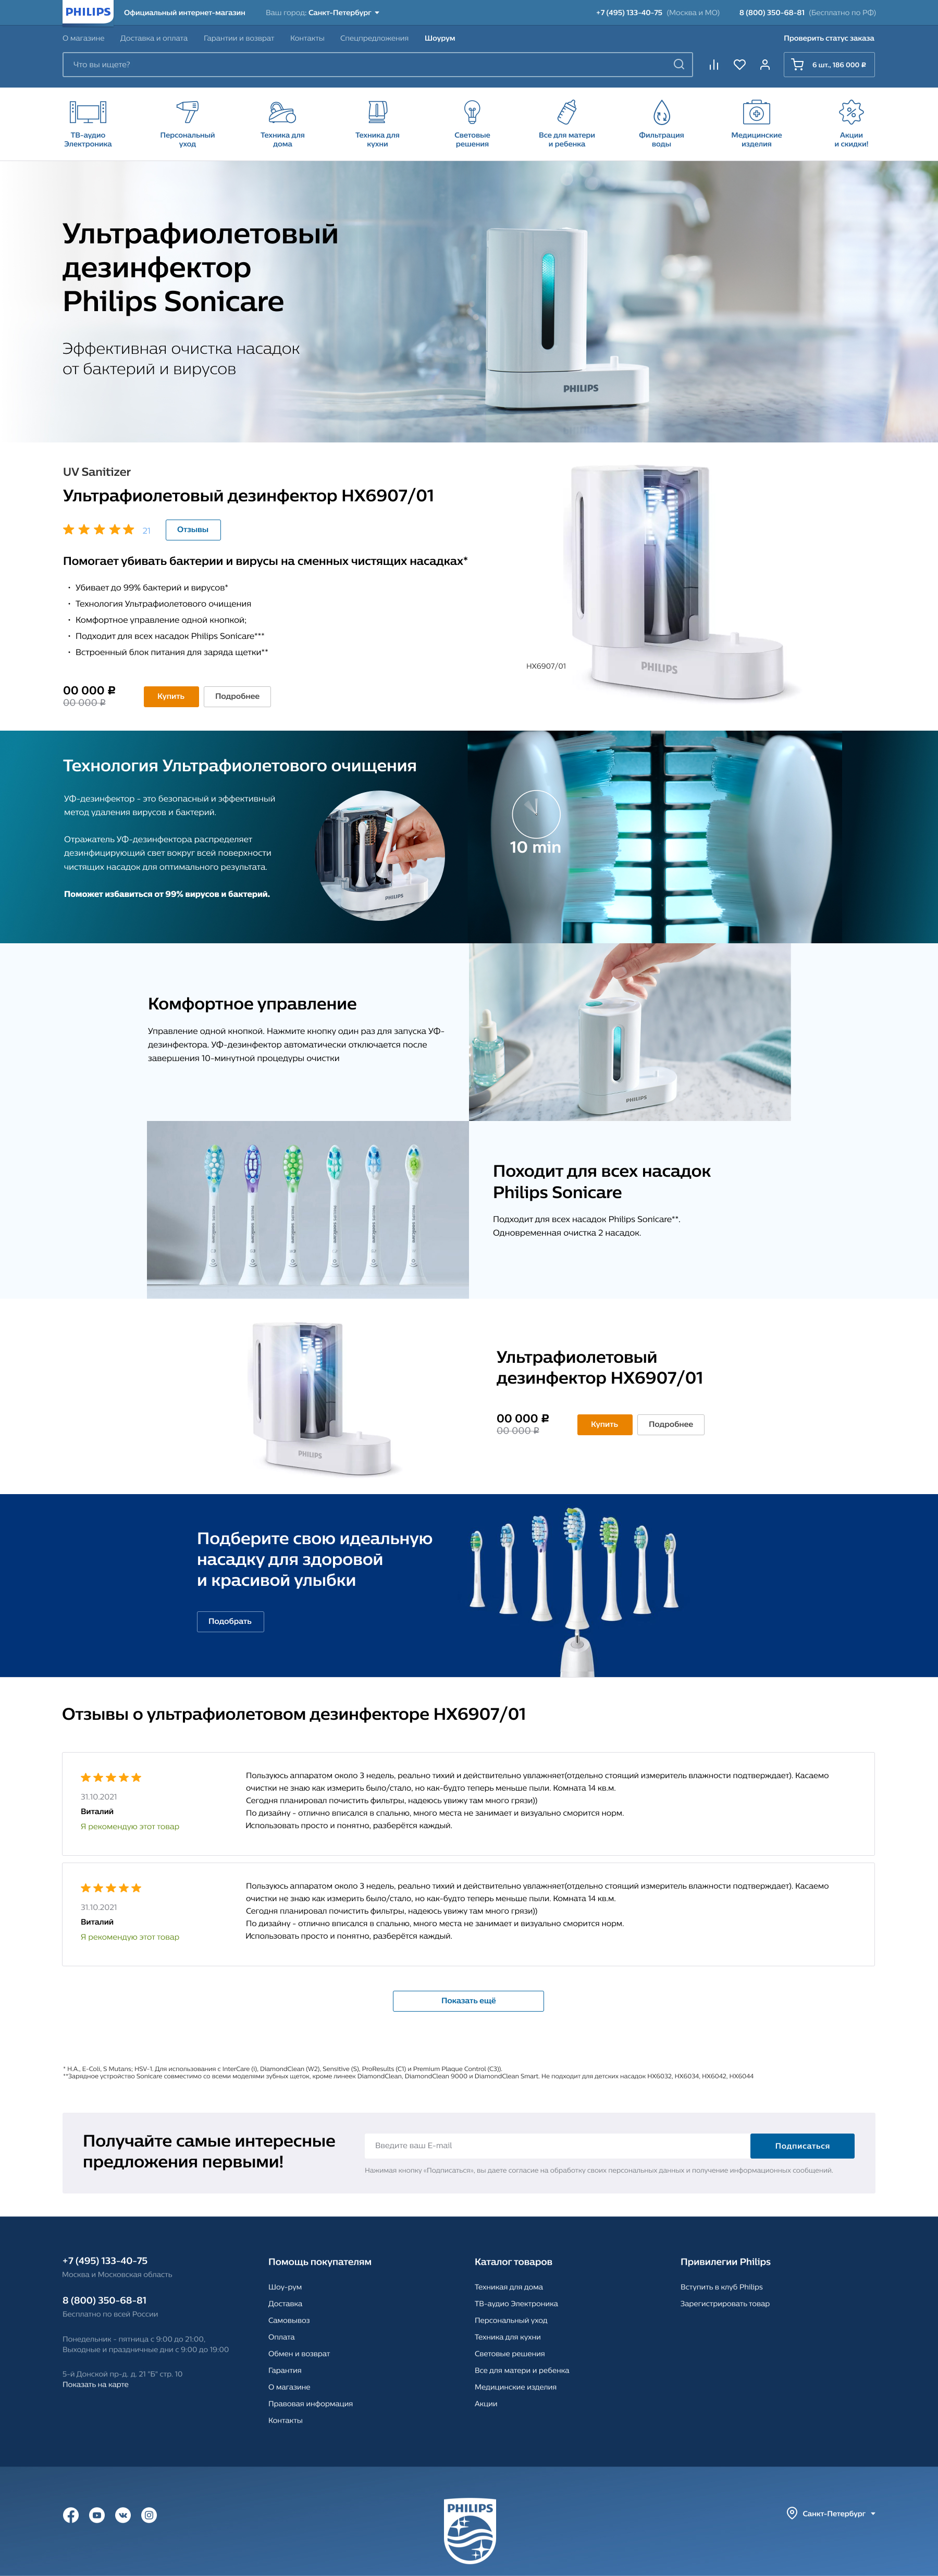 PHILIPS
Официальный интернет-магазин
Ваш город: Санкт-Петербург
+7 (495) 133-40-75 (Москва и МО)
8 (800) 350-68-81 (Бесплатно по РФ)
О магазине
Доставка и оплата
Гарантии и возврат
Контакты
Спецпредложения
Шоурум
Проверить статус заказа
Что вы ищете?
6 шт., 186 000 ₽
ТВ-аудио
Электроника
Персональный
уход
Техника для
дома
Техника для
кухни
Световые
решения
Все для матери
и ребенка
Фильтрация
воды
Медицинские
изделия
Акции
и скидки!
Ультрафиолетовый
дезинфектор
Philips Sonicare
Эффективная очистка насадок
от бактерий и вирусов
PHILIPS
UV Sanitizer
Ультрафиолетовый дезинфектор HX6907/01
21
Отзывы
Помогает убивать бактерии и вирусы на сменных чистящих насадках*
• Убивает до 99% бактерий и вирусов*
• Технология Ультрафиолетового очищения
• Комфортное управление одной кнопкой;
• Подходит для всех насадок Philips Sonicare***
• Встроенный блок питания для заряда щетки**
HX6907/01
PHILIPS
00 000 ₽
00 000 ₽
Купить
Подробнее
Технология Ультрафиолетового очищения
УФ-дезинфектор - это безопасный и эффективный
метод удаления вирусов и бактерий.
Отражатель УФ-дезинфектора распределяет
дезинфицирующий свет вокруг всей поверхности
чистящих насадок для оптимального результата.
Поможет избавиться от 99% вирусов и бактерий.
PHILIPS
10 min
Комфортное управление
Управление одной кнопкой. Нажмите кнопку один раз для запуска УФ-
дезинфектора. УФ-дезинфектор автоматически отключается после
завершения 10-минутной процедуры очистки
PHILIPS
Походит для всех насадок
Philips Sonicare
Подходит для всех насадок Philips Sonicare**.
Одновременная очистка 2 насадок.
PHILIPS
Ультрафиолетовый
дезинфектор HX6907/01
00 000 ₽
00 000 ₽
Купить
Подробнее
Подберите свою идеальную
насадку для здоровой
и красивой улыбки
Подобрать
Отзывы о ультрафиолетовом дезинфекторе HX6907/01
31.10.2021
Виталий
Я рекомендую этот товар
Пользуюсь аппаратом около 3 недель, реально тихий и действительно увлажняет(отдельно стоящий измеритель влажности подтверждает). Касаемо
очистки не знаю как измерить было/стало, но как-будто теперь меньше пыли. Комната 14 кв.м.
Сегодня планировал почистить фильтры, надеюсь увижу там много грязи))
По дизайну - отлично вписался в спальню, много места не занимает и визуально сморится норм.
Использовать просто и понятно, разберётся каждый.
31.10.2021
Виталий
Я рекомендую этот товар
Пользуюсь аппаратом около 3 недель, реально тихий и действительно увлажняет(отдельно стоящий измеритель влажности подтверждает). Касаемо
очистки не знаю как измерить было/стало, но как-будто теперь меньше пыли. Комната 14 кв.м.
Сегодня планировал почистить фильтры, надеюсь увижу там много грязи))
По дизайну - отлично вписался в спальню, много места не занимает и визуально сморится норм.
Использовать просто и понятно, разберётся каждый.
Показать ещё
* H.A., E-Coli, S Mutans; HSV-1. Для использования с InterCare (I), DiamondClean (W2), Sensitive (S), ProResults (C1) и Premium Plaque Control (C3)).
**Зарядное устройство Sonicare совместимо со всеми моделями зубных щеток, кроме линеек DiamondClean, DiamondClean 9000 и DiamondClean Smart. Не подходит для детских насадок HX6032, HX6034, HX6042, HX6044
Получайте самые интересные
предложения первыми!
Введите ваш E-mail
Подписаться
Нажимая кнопку «Подписаться», вы даете согласие на обработку своих персональных данных и получение информационных сообщений.
+7 (495) 133-40-75
Москва и Московская область
8 (800) 350-68-81
Бесплатно по всей России
Понедельник - пятница с 9:00 до 21:00,
Выходные и праздничные дни с 9:00 до 19:00
5-й Донской пр-д, д. 21 "Б" стр. 10
Показать на карте
Помощь покупателям
Шоу-рум
Доставка
Самовывоз
Оплата
Обмен и возврат
Гарантия
О магазине
Правовая информация
Контакты
Каталог товаров
Техникая для дома
ТВ-аудио Электроника
Персональный уход
Техника для кухни
Световые решения
Все для матери и ребенка
Медицинские изделия
Акции
Привилегии Philips
Вступить в клуб Philips
Зарегистрировать товар
PHILIPS
Санкт-Петербург